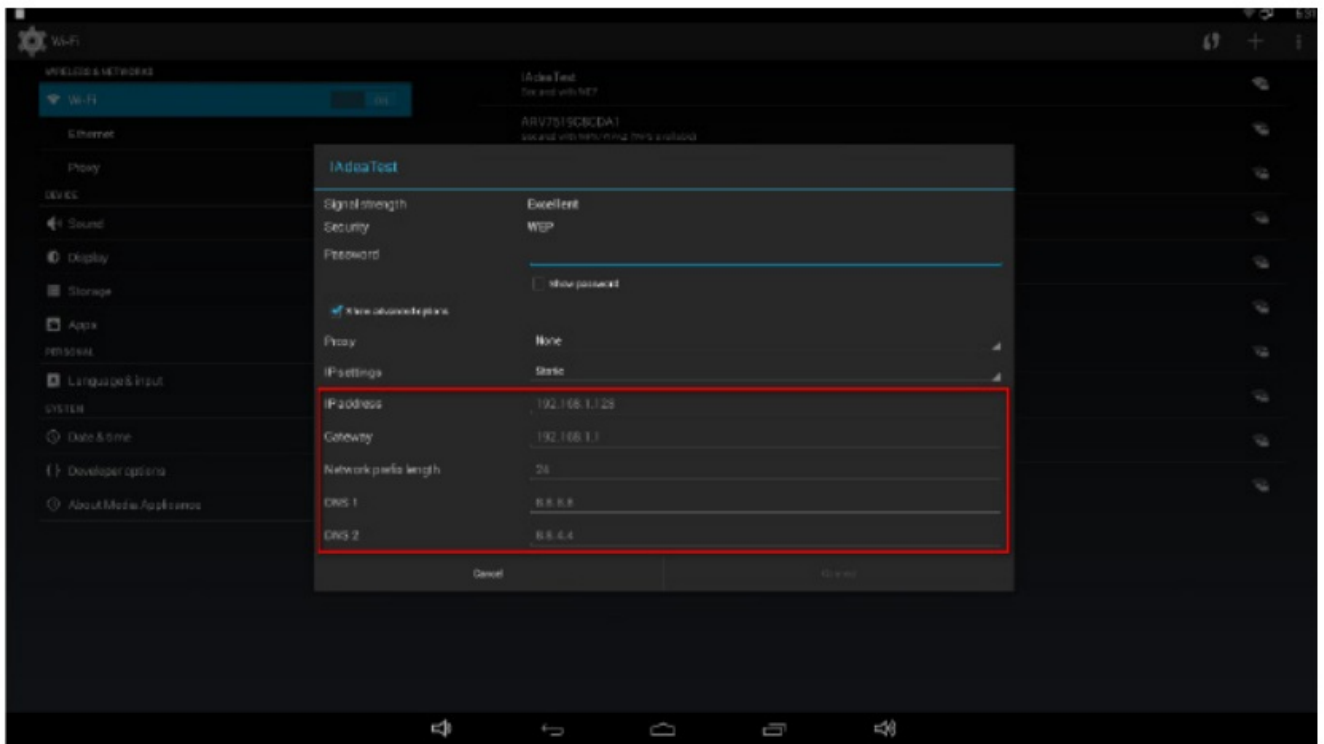 6:31
Wi-Fi
WIRELESS & NETWORKS
Wi-Fi
ON
Ethernet
Proxy
DEVICE
Sound
Display
Storage
Apps
PERSONAL
Language & input
SYSTEM
Date & time
{ } Developer options
About Media Appliance
IAdeaTest
Secured with WEP
ARV7519C8CDA1
IAdeaTest
Signal strength Excellent
Security WEP
Password
Show password
Show advanced options
Proxy None
IP settings Static
IP address 192.168.1.128
Gateway 192.168.1.1
Network prefix length 24
DNS 1 8.8.8.8
DNS 2 8.8.4.4
Cancel Connect